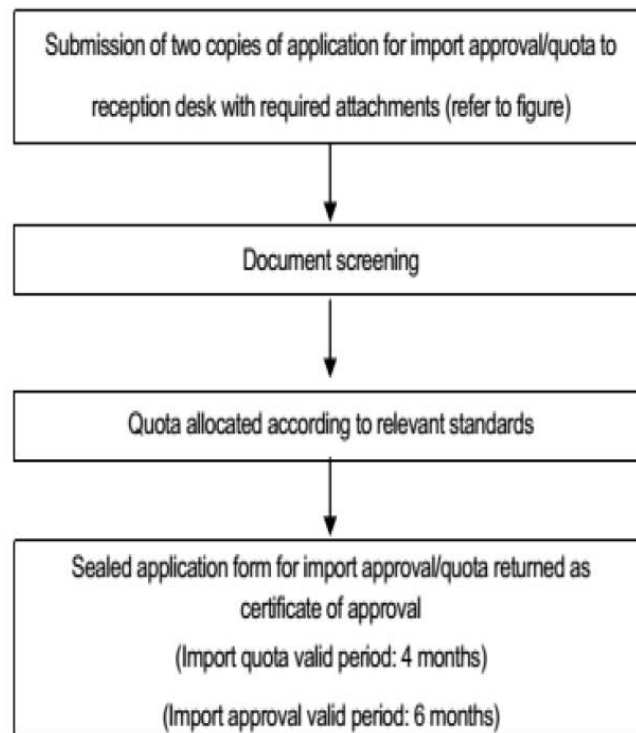 Submission of two copies of application for import approval/quota to
reception desk with required attachments (refer to figure)
Document screening
Quota allocated according to relevant standards
Sealed application form for import approval/quota returned as
certificate of approval
(Import quota valid period: 4 months)
(Import approval valid period: 6 months)